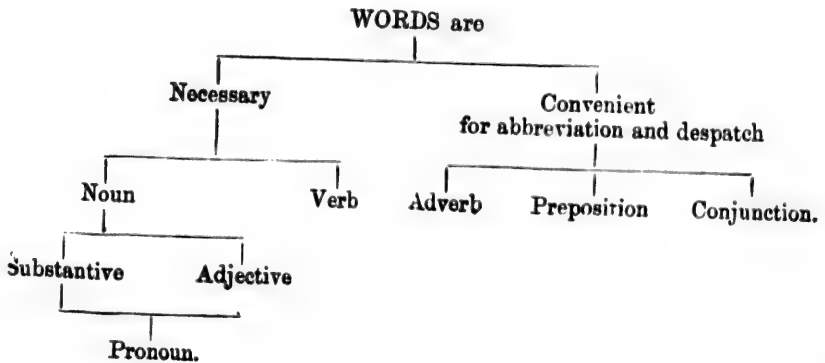 WORDS are
Necessary
Convenient
for abbreviation and despatch
Noun
Verb
Adverb
Preposition
Conjunction.
Substantive
Adjective
Pronoun.